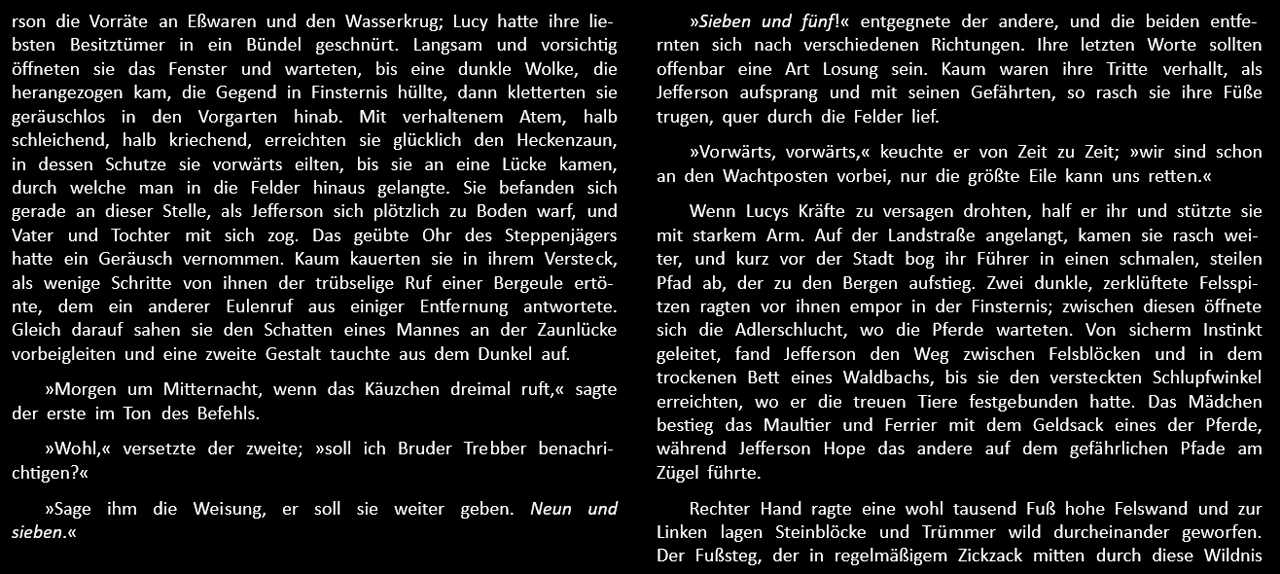 rson die Vorräte an Eßwaren und den Wasserkrug; Lucy hatte ihre lie-
bsten Besitztümer in ein Bündel geschnürt. Langsam und vorsichtig
öffneten sie das Fenster und warteten, bis eine dunkle Wolke, die
herangezogen kam, die Gegend in Finsternis hüllte, dann kletterten sie
geräuschlos in den Vorgarten hinab. Mit verhaltenem Atem, halb
schleichend, halb kriechend, erreichten sie glücklich den Heckenzaun,
in dessen Schutze sie vorwärts eilten, bis sie an eine Lücke kamen,
durch welche man in die Felder hinaus gelangte. Sie befanden sich
gerade an dieser Stelle, als Jefferson sich plötzlich zu Boden warf, und
Vater und Tochter mit sich zog. Das geübte Ohr des Steppenjägers
hatte ein Geräusch vernommen. Kaum kauerten sie in ihrem Versteck,
als wenige Schritte von ihnen der trübselige Ruf einer Bergeule ertö-
nte, dem ein anderer Eulenruf aus einiger Entfernung antwortete.
Gleich darauf sahen sie den Schatten eines Mannes an der Zaunlücke
vorbeigleiten und eine zweite Gestalt tauchte aus dem Dunkel auf.
»Morgen um Mitternacht, wenn das Käuzchen dreimal ruft,« sagte
der erste im Ton des Befehls.
»Wohl,« versetzte der zweite; »soll ich Bruder Trebber benachri-
chtigen?«
»Sage ihm die Weisung, er soll sie weiter geben. Neun und
sieben.«
»Sieben und fünf!« entgegnete der andere, und die beiden entfe-
rnten sich nach verschiedenen Richtungen. Ihre letzten Worte sollten
offenbar eine Art Losung sein. Kaum waren ihre Tritte verhallt, als
Jefferson aufsprang und mit seinen Gefährten, so rasch sie ihre Füße
trugen, quer durch die Felder lief.
»Vorwärts, vorwärts,« keuchte er von Zeit zu Zeit; »wir sind schon
an den Wachtposten vorbei, nur die größte Eile kann uns retten.«
Wenn Lucys Kräfte zu versagen drohten, half er ihr und stützte sie
mit starkem Arm. Auf der Landstraße angelangt, kamen sie rasch wei-
ter, und kurz vor der Stadt bog ihr Führer in einen schmalen, steilen
Pfad ab, der zu den Bergen aufstieg. Zwei dunkle, zerklüftete Felsspi-
tzen ragten vor ihnen empor in der Finsternis; zwischen diesen öffnete
sich die Adlerschlucht, wo die Pferde warteten. Von sicherm Instinkt
geleitet, fand Jefferson den Weg zwischen Felsblöcken und in dem
trockenen Bett eines Waldbachs, bis sie den versteckten Schlupfwinkel
erreichten, wo er die treuen Tiere festgebunden hatte. Das Mädchen
bestieg das Maultier und Ferrier mit dem Geldsack eines der Pferde,
während Jefferson Hope das andere auf dem gefährlichen Pfade am
Zügel führte.
Rechter Hand ragte eine wohl tausend Fuß hohe Felswand und zur
Linken lagen Steinblöcke und Trümmer wild durcheinander geworfen.
Der Fußsteg, der in regelmäßigem Zickzack mitten durch diese Wildnis